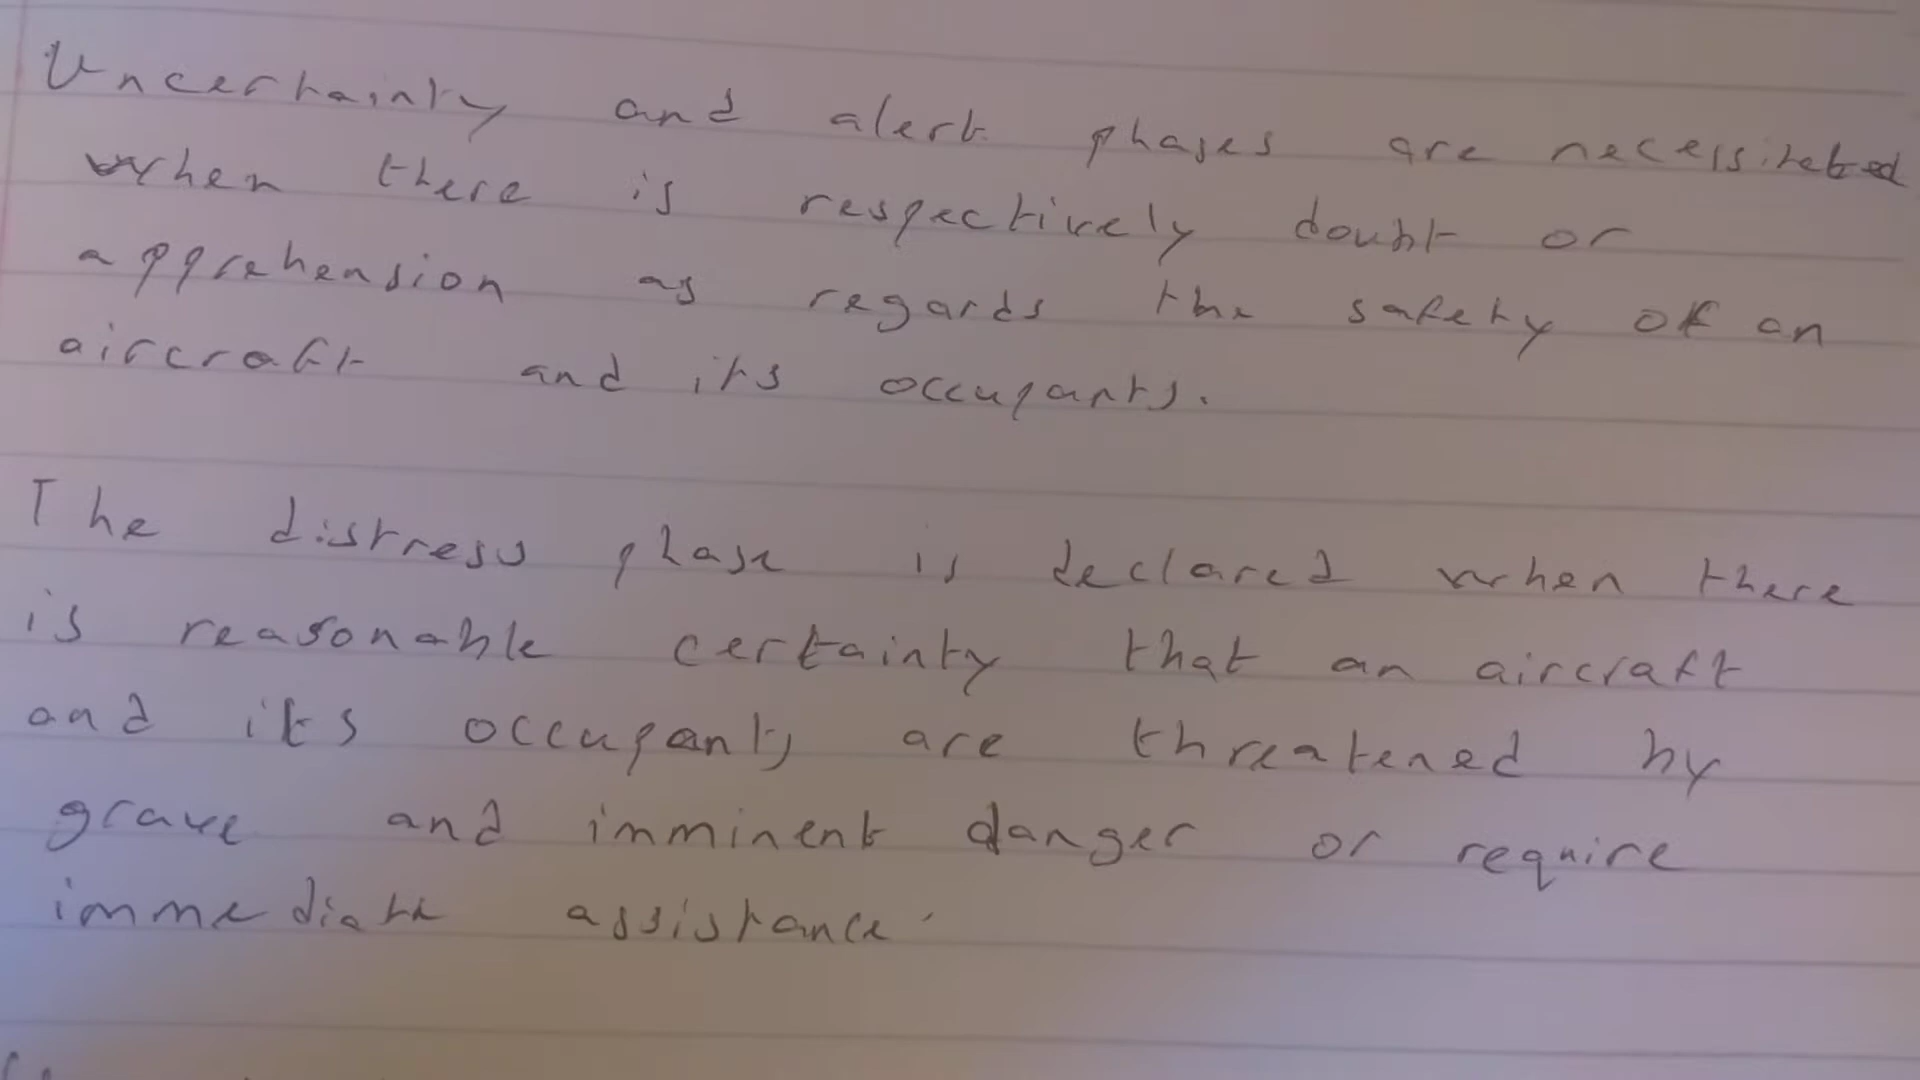 Uncertainty and alert phases are necessitated
when there is respectively doubt or
apprehension as regards the safety of an
aircraft and its occupants.
The distress phase is declared when there
is reasonable certainty that an aircraft
and its occupants are threatened by
grave and imminent danger or require
immediate assistance.